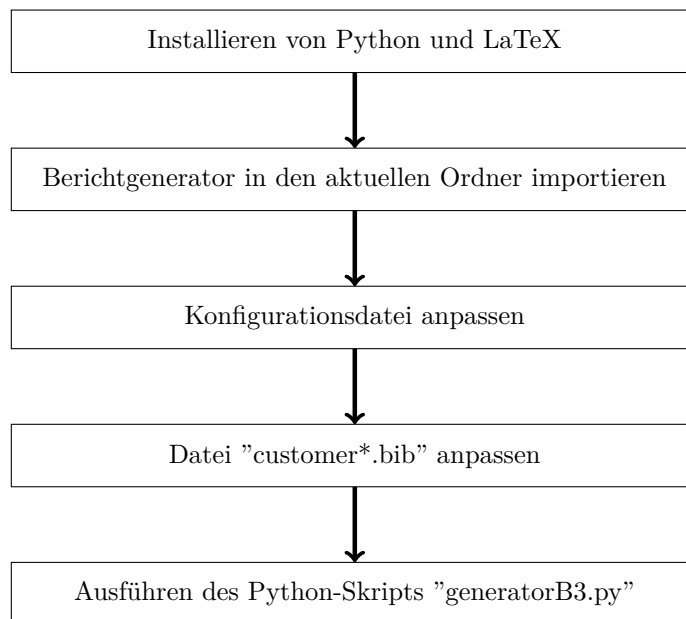 Installieren von Python und LaTeX
Berichtgenerator in den aktuellen Ordner importieren
Konfigurationsdatei anpassen
Datei ”customer*.bib” anpassen
Ausführen des Python-Skripts ”generatorB3.py”